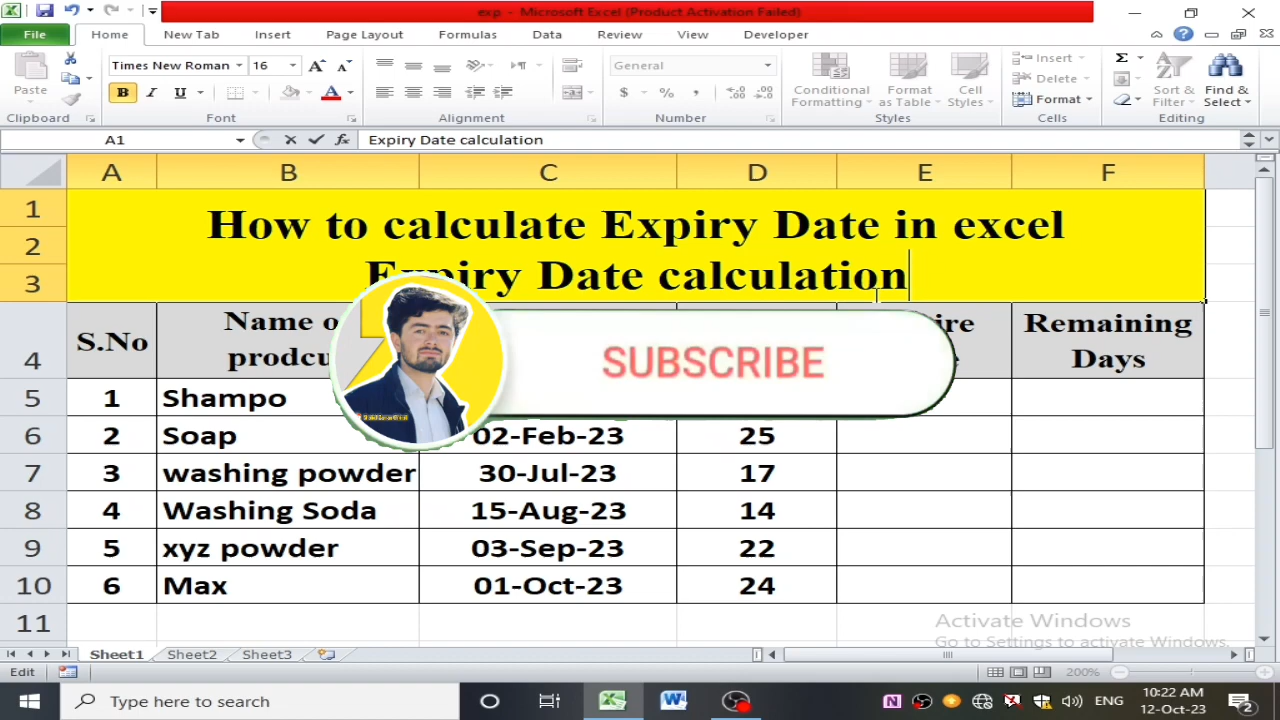 exp - Microsoft Excel (Product Activation Failed)
File Home New Tab Insert Page Layout Formulas Data Review View Developer
Times New Roman 16 General
Paste B I U $ % , Conditional Formatting Format as Table Cell Styles Insert Delete Format Sort & Filter Find & Select
Clipboard Font Alignment Number Styles Cells Editing
A1 fx Expiry Date calculation
A B C D E F
1 How to calculate Expiry Date in excel
2
3 Expiry Date calculation
4 S.No Name o prodcu ire Remaining Days
SUBSCRIBE
5 1 Shampo
6 2 Soap 02-Feb-23 25
7 3 washing powder 30-Jul-23 17
8 4 Washing Soda 15-Aug-23 14
9 5 xyz powder 03-Sep-23 22
10 6 Max 01-Oct-23 24
11
Activate Windows
Go to Settings to activate Windows.
Sheet1 Sheet2 Sheet3
Edit 200%
Type here to search ENG 10:22 AM
12-Oct-23 2